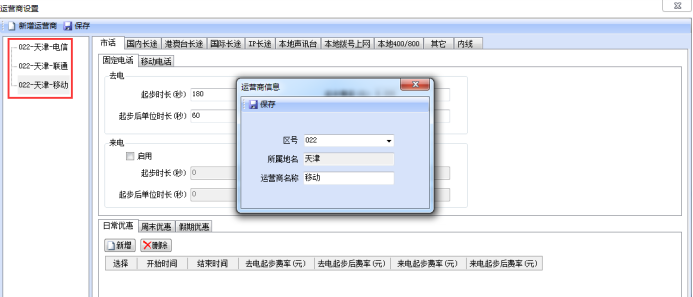 运营商设置
新增运营商 保存
022-天津-电信
022-天津-联通
022-天津-移动
市话 国内长途 港澳台长途 国际长途 IP长途 本地声讯台 本地拨号上网 本地400/800 其它 内线
固定电话 移动电话
去电
起步时长(秒) 180
起步后单位时长(秒) 60
来电
启用
起步时长(秒) 0
起步后单位时长(秒) 0
运营商信息
保存
区号 022
所属地名 天津
运营商名称 移动
日常优惠 周末优惠 假期优惠
新增 删除
选择 开始时间 结束时间 去电起步费率(元) 去电起步后费率(元) 来电起步费率(元) 来电起步后费率(元)